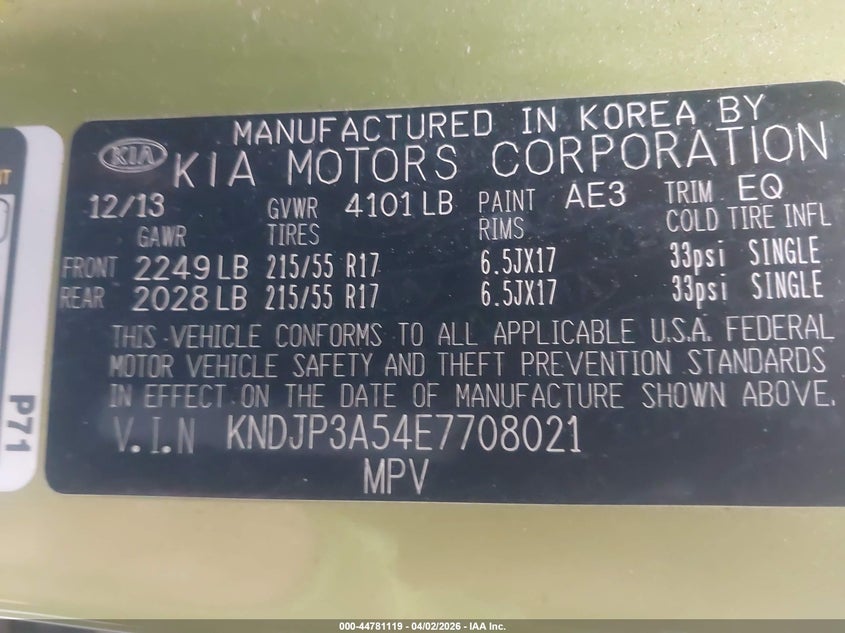 MANUFACTURED IN KOREA BY
KIA KIA MOTORS CORPORATION
12/13 GVWR 4101 LB PAINT AE3 TRIM EQ
GAWR TIRES RIMS COLD TIRE INFL
FRONT 2249 LB 215/55 R17 6.5JX17 33psi SINGLE
REAR 2028 LB 215/55 R17 6.5JX17 33psi SINGLE
THIS VEHICLE CONFORMS TO ALL APPLICABLE U.S.A. FEDERAL
MOTOR VEHICLE SAFETY AND THEFT PREVENTION STANDARDS
IN EFFECT ON THE DATE OF MANUFACTURE SHOWN ABOVE.
V.I.N KNDJP3A54E7708021
MPV
P71
000-44781119 - 04/02/2026 - IAA Inc.